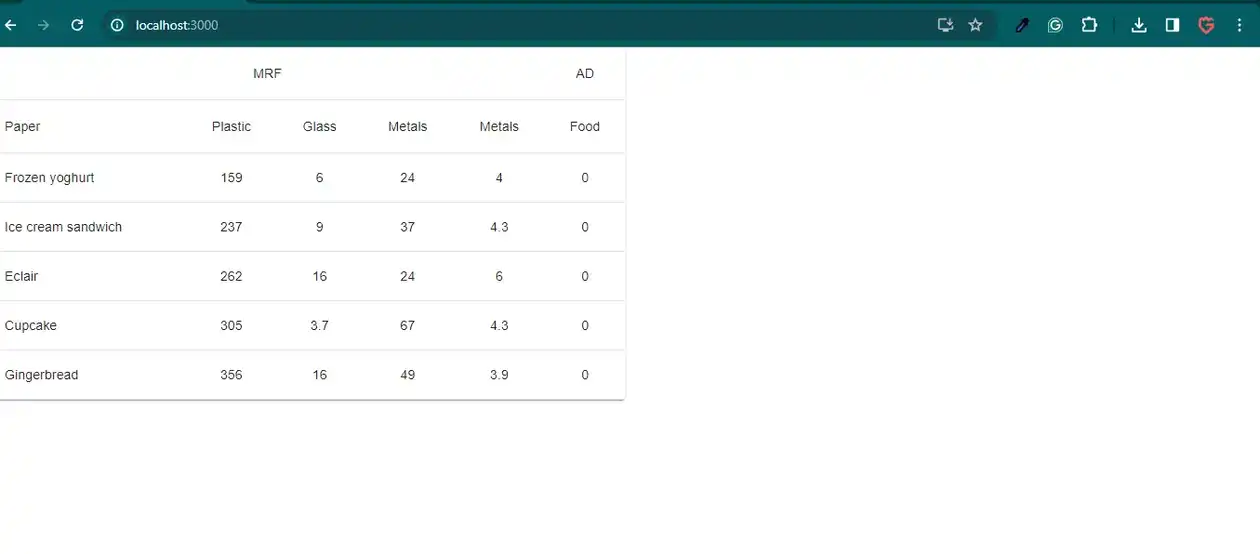 localhost:3000
MRF AD
Paper Plastic Glass Metals Metals Food
Frozen yoghurt 159 6 24 4 0
Ice cream sandwich 237 9 37 4.3 0
Eclair 262 16 24 6 0
Cupcake 305 3.7 67 4.3 0
Gingerbread 356 16 49 3.9 0